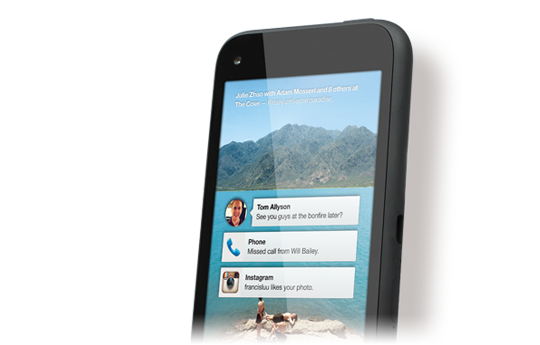 Julie Zhuo with Adam Mosseri and 8 others at
The Cove —
Tom Allyson
See you guys at the bonfire later?
Phone
Missed call from Will Bailey.
Instagram
francisluu likes your photo.